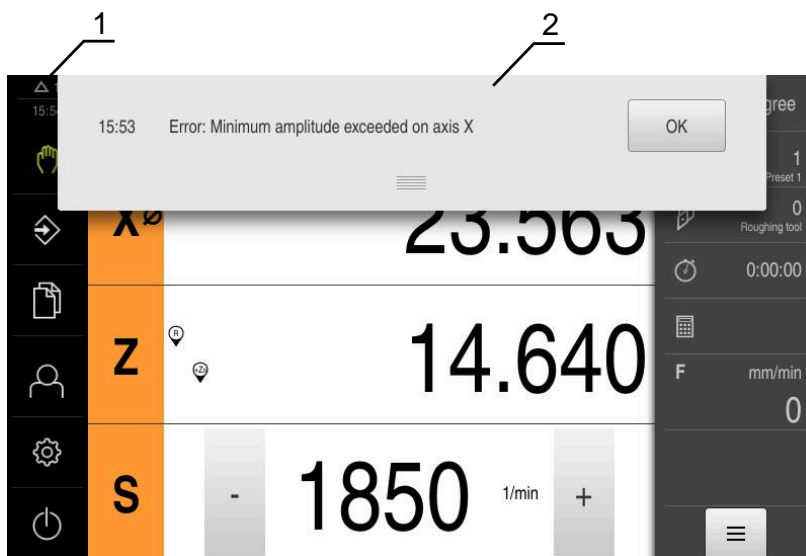 1
2
15:53 Error: Minimum amplitude exceeded on axis X OK
X Ø 23.563
Z R 14.640
S - 1850 1/min +
1
Preset 1
0
Roughing tool
0:00:00
F mm/min
0